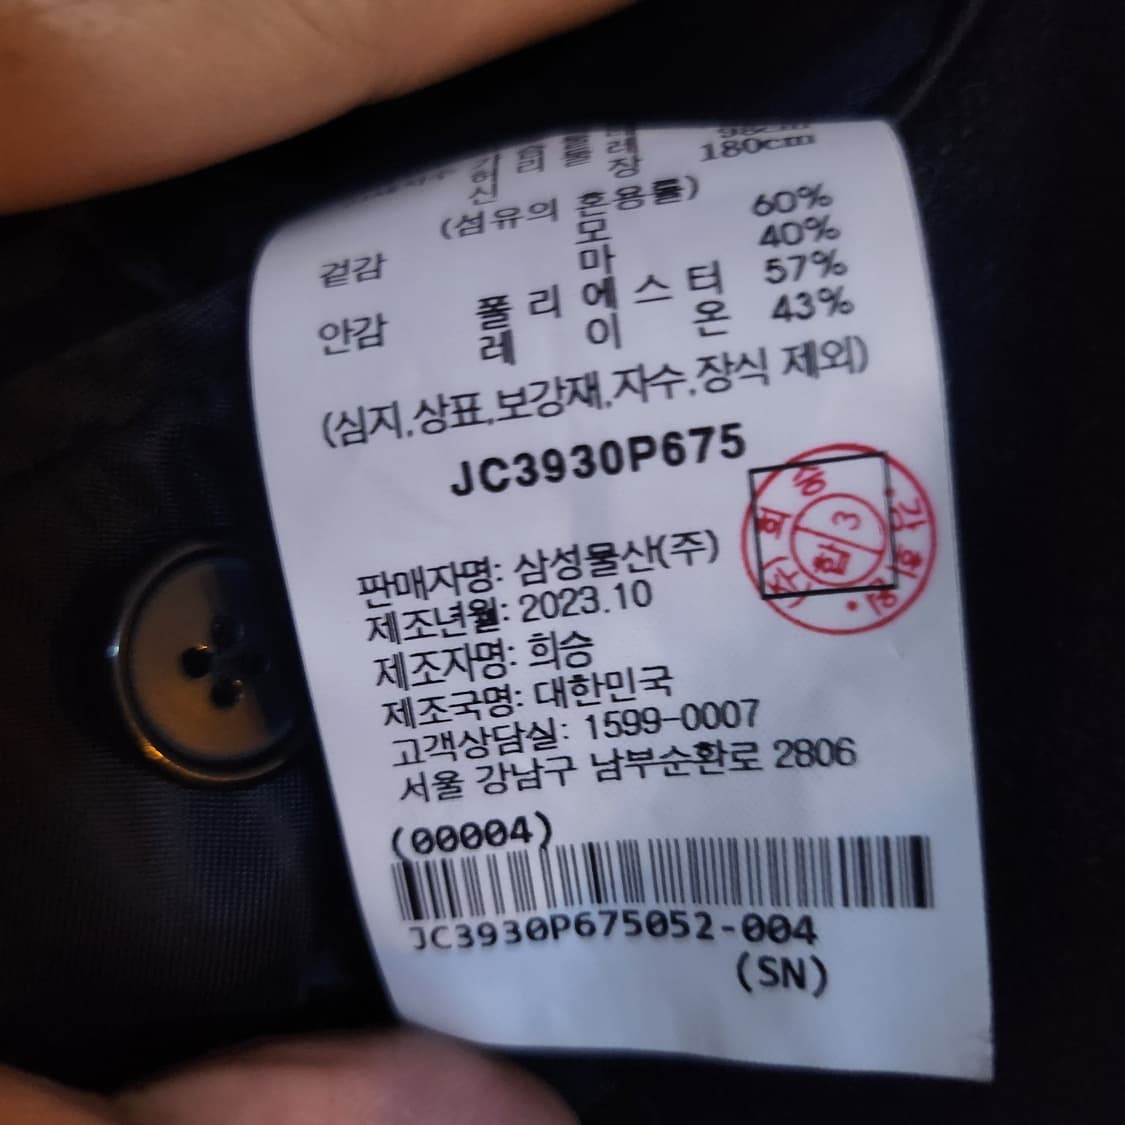 180cm
신장
(섬유의 혼용률)
겉감 모 60%
마 40%
안감 폴리에스터 57%
레이온 43%
(심지,상표,보강재,자수,장식 제외)
JC3930P675
판매자명: 삼성물산(주)
제조년월: 2023.10
제조자명: 희승
제조국명: 대한민국
고객상담실: 1599-0007
서울 강남구 남부순환로 2806
(00004)
JC3930P675052-004
(SN)
합 3